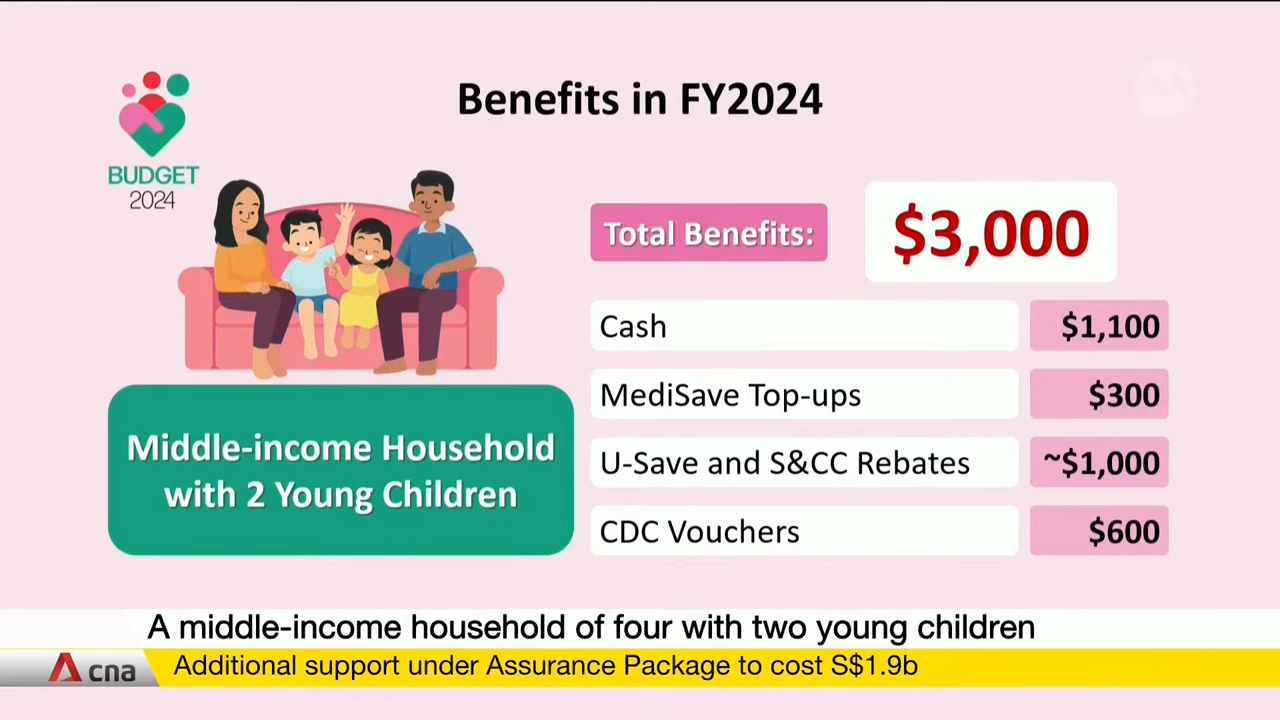 BUDGET
2024
Benefits in FY2024
Total Benefits:
$3,000
Cash
$1,100
MediSave Top-ups
$300
U-Save and S&CC Rebates
~$1,000
CDC Vouchers
$600
Middle-income Household
with 2 Young Children
A middle-income household of four with two young children
cna
Additional support under Assurance Package to cost S$1.9b